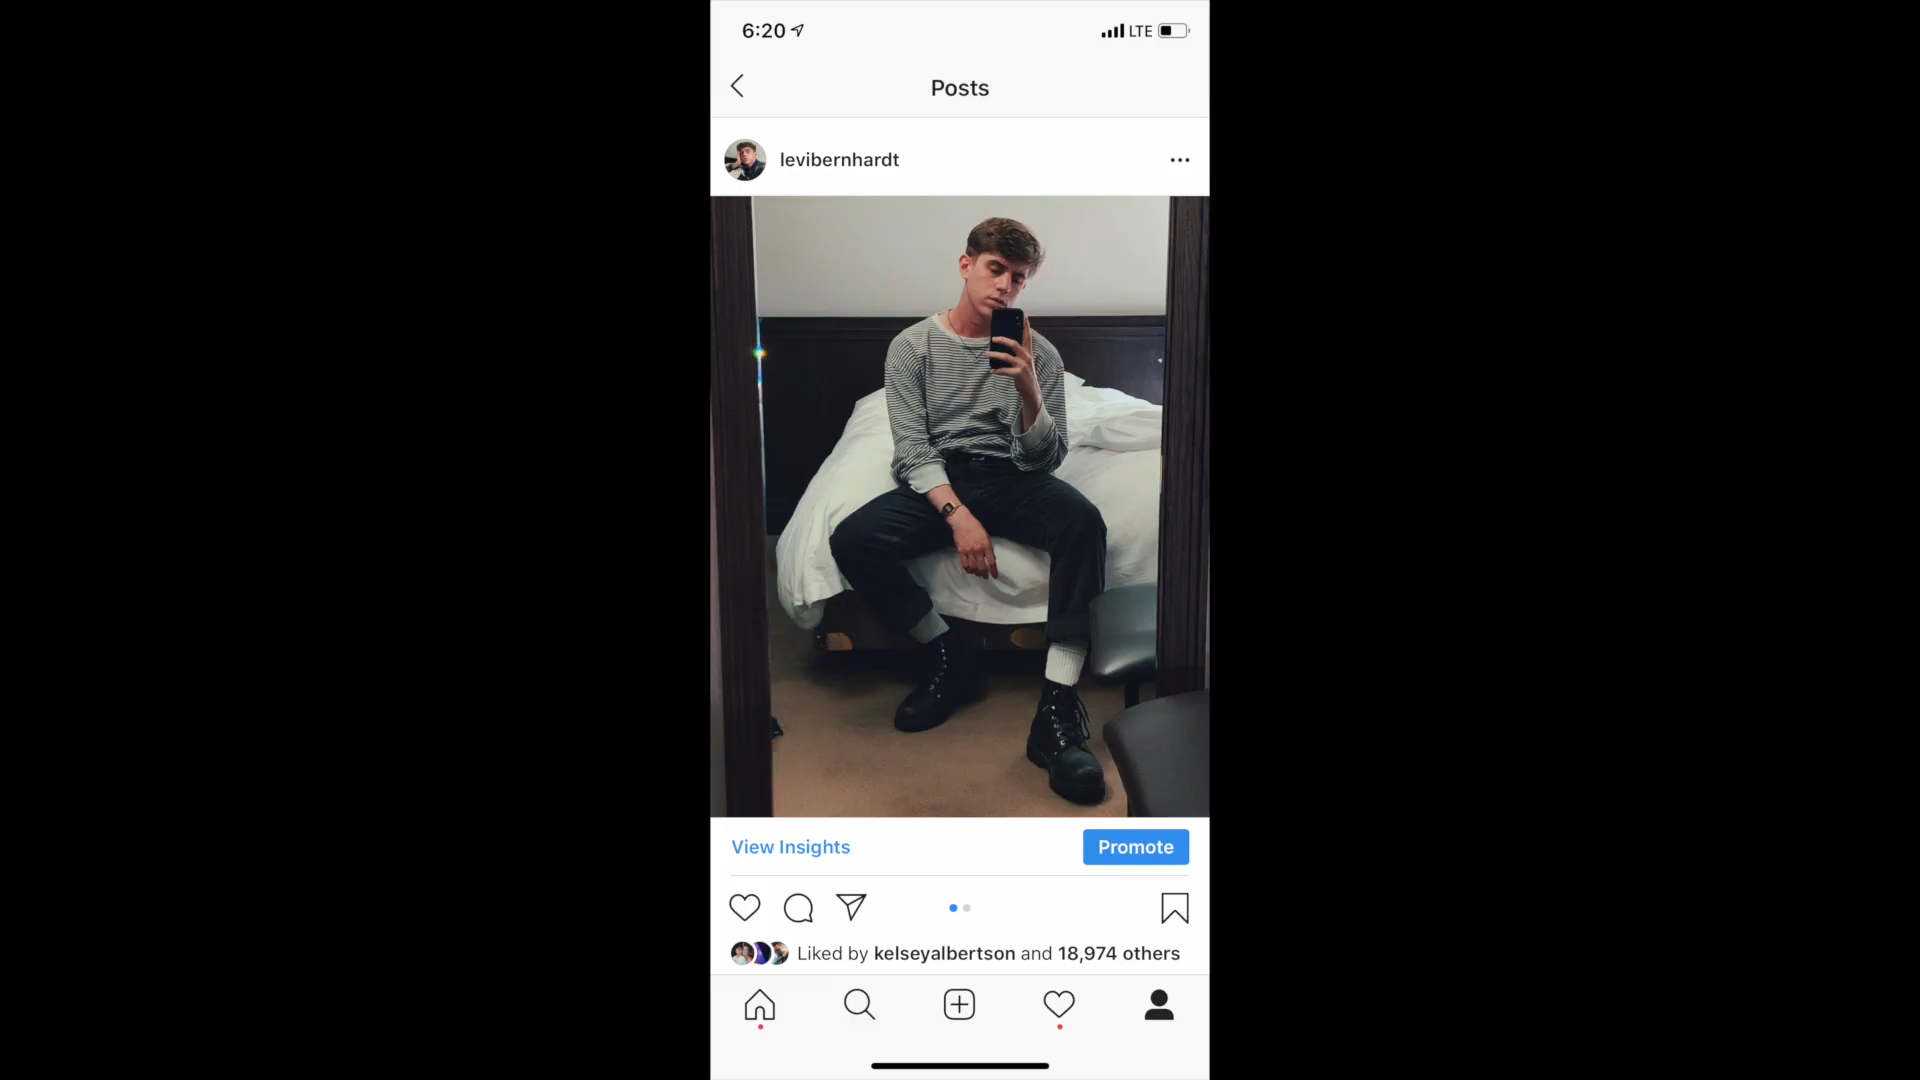 6:20 LTE
Posts
levibernhardt
View Insights Promote
Liked by kelseyalbertson and 18,974 others